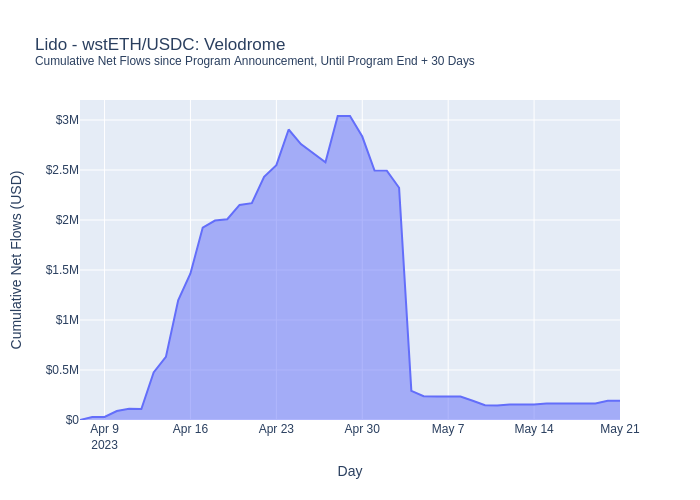 Lido - wstETH/USDC: Velodrome
Cumulative Net Flows since Program Announcement, Until Program End + 30 Days
Cumulative Net Flows (USD)
$3M
$2.5M
$2M
$1.5M
$1M
$0.5M
$0
Apr 9
2023
Apr 16
Apr 23
Apr 30
May 7
May 14
May 21
Day